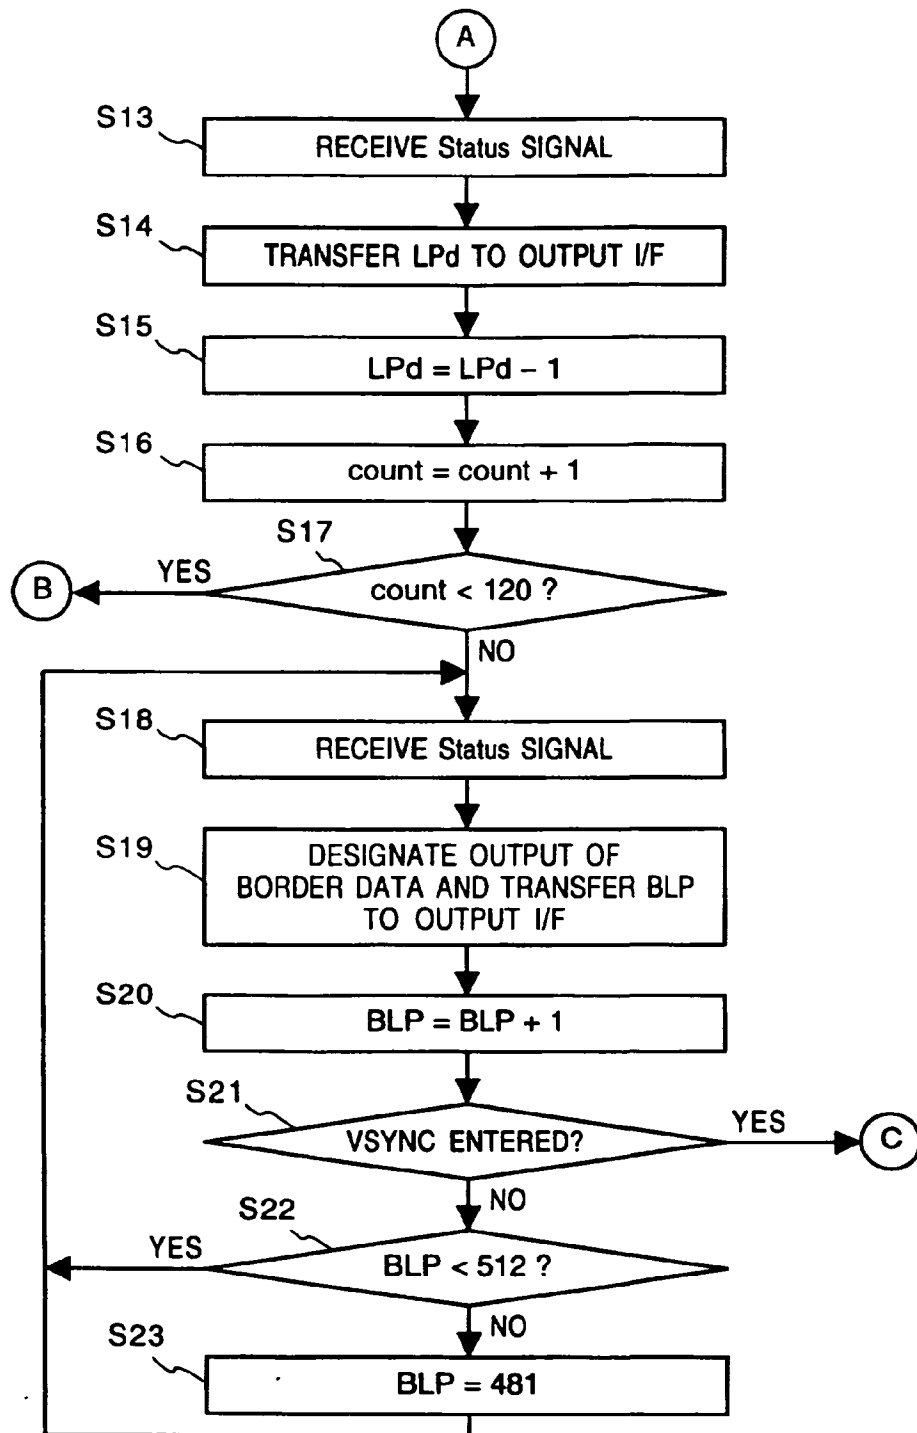 A
S13
RECEIVE Status SIGNAL
S14
TRANSFER LPd TO OUTPUT I/F
S15
LPd = LPd − 1
S16
count = count + 1
S17
YES
B
count < 120 ?
NO
S18
RECEIVE Status SIGNAL
S19
DESIGNATE OUTPUT OF
BORDER DATA AND TRANSFER BLP
TO OUTPUT I/F
S20
BLP = BLP + 1
S21
VSYNC ENTERED?
YES
C
NO
S22
YES
BLP < 512 ?
NO
S23
BLP = 481